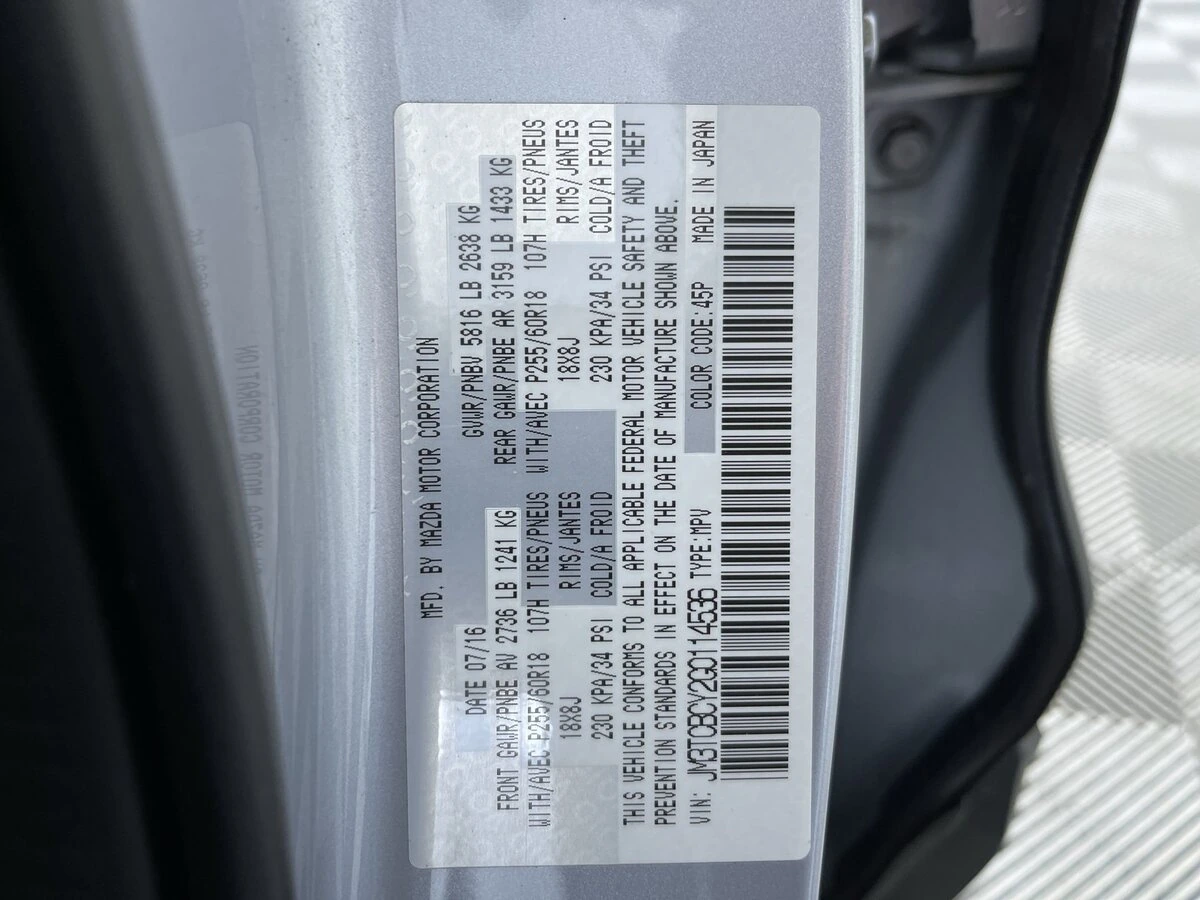 MFD. BY MAZDA MOTOR CORPORATION
DATE 07/16 GVWR/PNBV 5816 LB 2638 KG
FRONT GAWR/PNBE AV 2736 LB 1241 KG REAR GAWR/PNBE AR 3159 LB 1433 KG
WITH/AVEC P255/60R18 107H TIRES/PNEUS WITH/AVEC P255/60R18 107H TIRES/PNEUS
18X8J RIMS/JANTES 18X8J RIMS/JANTES
230 KPA/34 PSI COLD/A FROID 230 KPA/34 PSI COLD/A FROID
THIS VEHICLE CONFORMS TO ALL APPLICABLE FEDERAL MOTOR VEHICLE SAFETY AND THEFT
PREVENTION STANDARDS IN EFFECT ON THE DATE OF MANUFACTURE SHOWN ABOVE.
VIN: JM3TCBCY2G0114536 TYPE:MPV COLOR CODE:45P MADE IN JAPAN